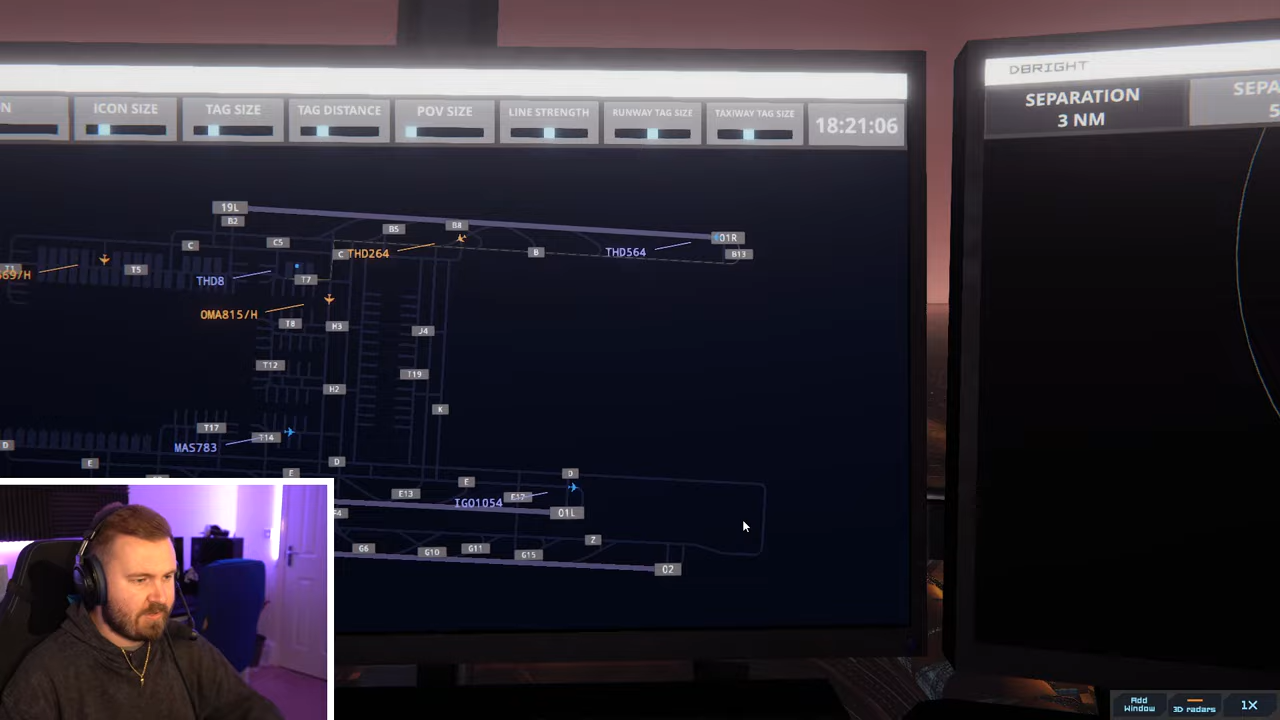 ICON SIZE
TAG SIZE
TAG DISTANCE
POV SIZE
LINE STRENGTH
RUNWAY TAG SIZE
TAXIWAY TAG SIZE
18:21:06
DBRIGHT
SEPARATION
3 NM
19L
B2
B5
B8
01R
C
C5
C
THD264
B
THD564
B13
T5
THD8
T7
OMA815/H
T8
H3
J4
T12
T19
H2
K
T17
T14
MAS783
D
E
E
D
E
D
E13
IGO1054
E12
01L
G6
G10
G11
G15
Z
02
Add
Window
3D radars
1X